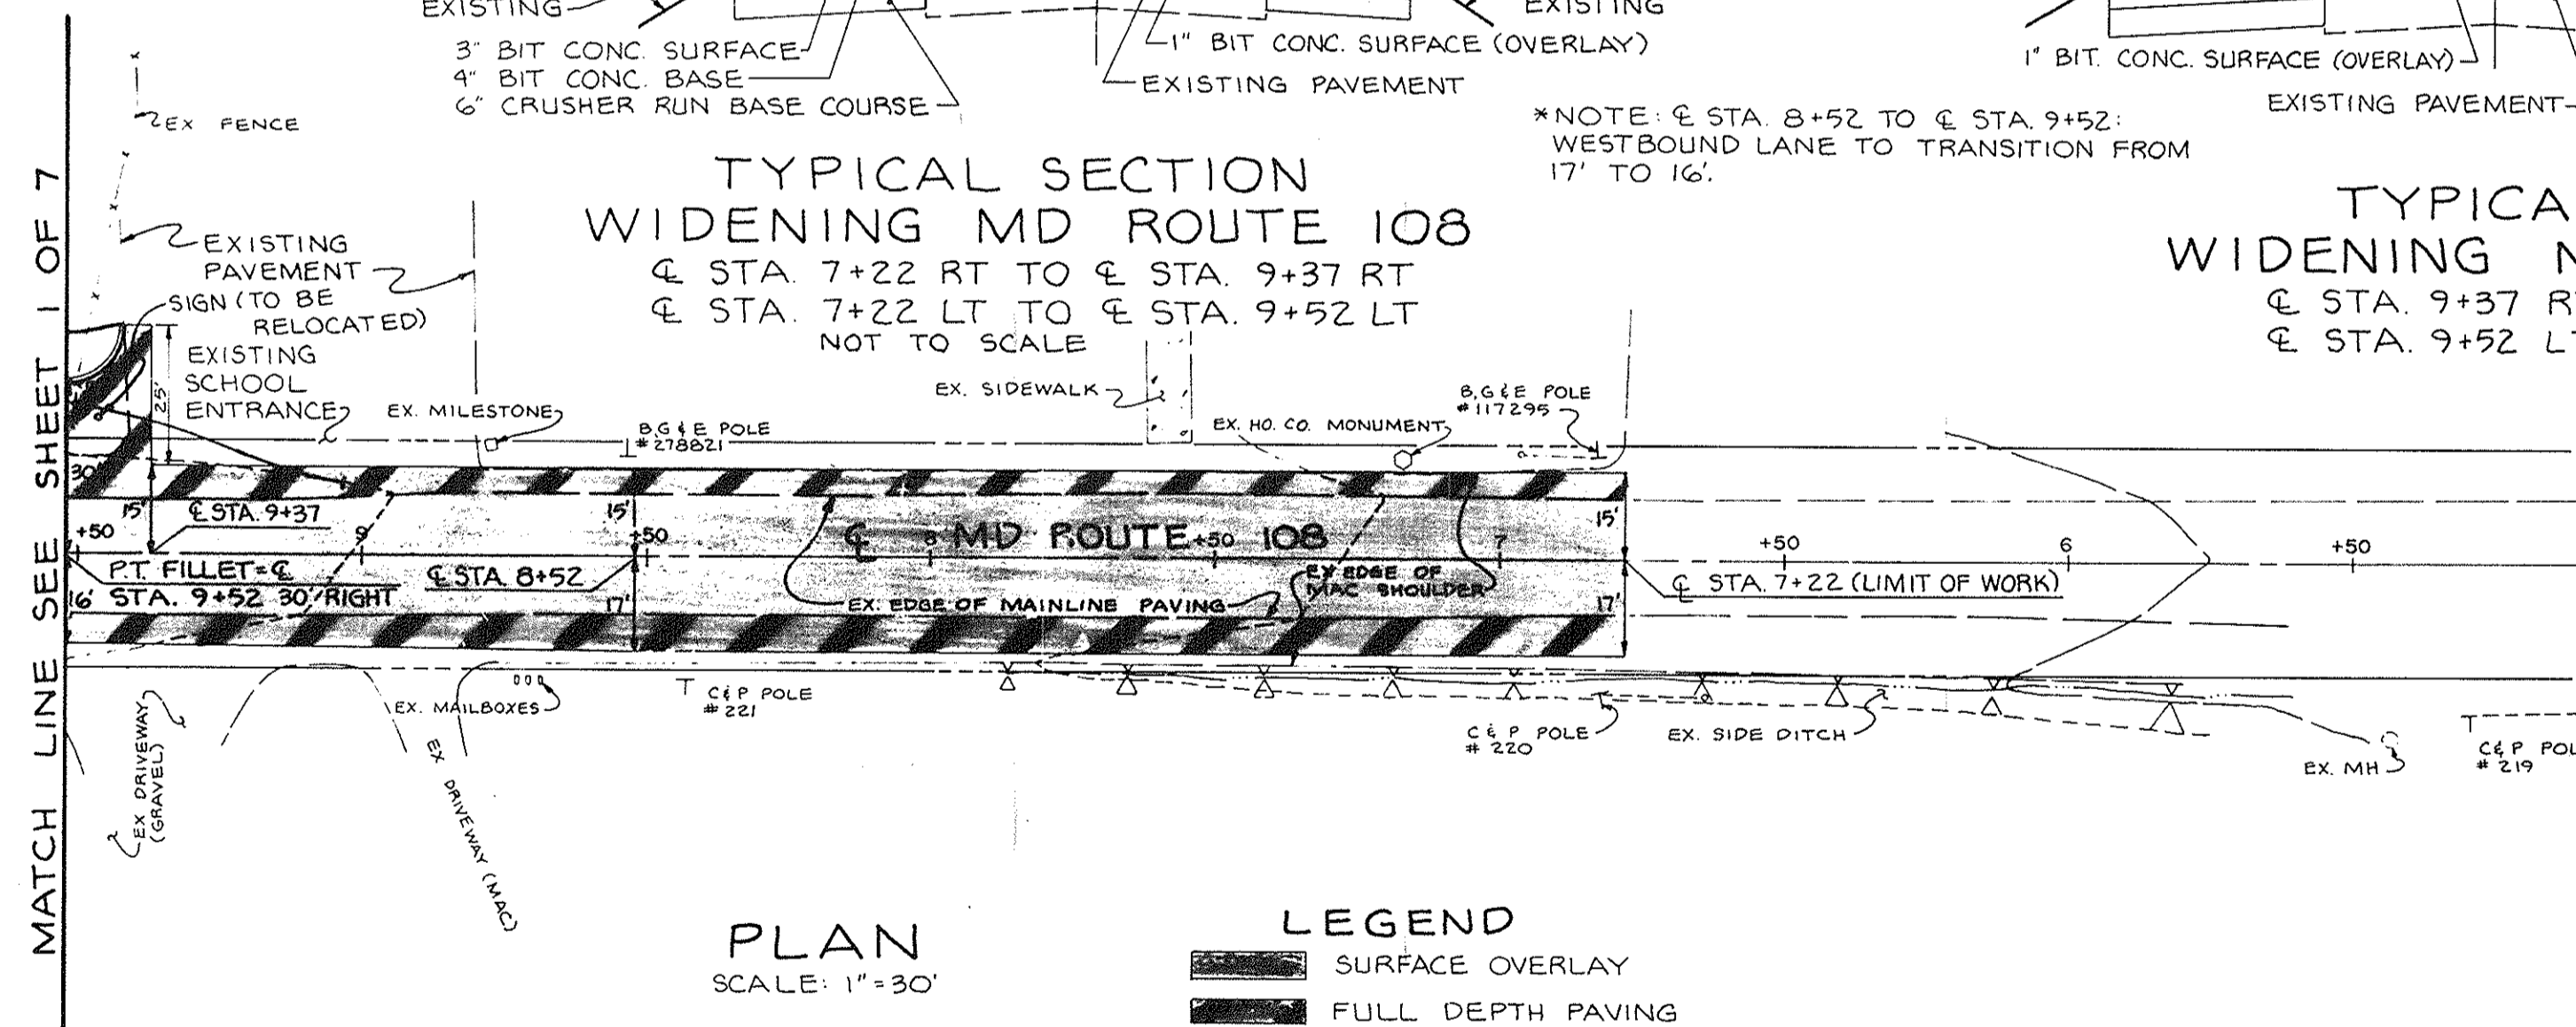 EXISTING
3" BIT CONC. SURFACE
4" BIT CONC. BASE
6" CRUSHER RUN BASE COURSE
EXISTING
1" BIT CONC. SURFACE (OVERLAY)
EXISTING PAVEMENT
1" BIT. CONC. SURFACE (OVERLAY)
EXISTING PAVEMENT
*NOTE: ℄ STA. 8+52 TO ℄ STA. 9+52:
WESTBOUND LANE TO TRANSITION FROM
17' TO 16'.
TYPICAL SECTION
WIDENING MD ROUTE 108
℄ STA. 7+22 RT TO ℄ STA. 9+37 RT
℄ STA. 7+22 LT TO ℄ STA. 9+52 LT
NOT TO SCALE
TYPICA
WIDENING
℄ STA. 9+37 R
℄ STA. 9+52 L
MATCH LINE SEE SHEET 1 OF 7
EX FENCE
EXISTING
PAVEMENT
SIGN (TO BE
RELOCATED)
EXISTING
SCHOOL
ENTRANCE
25'
EX. MILESTONE
B,G & E POLE
#278821
EX. SIDEWALK
EX. HO. CO. MONUMENT
B,G & E POLE
#117295
30'
15'
℄ STA. 9+37
+50
9
15'
+50
℄ MD ROUTE 108
8
+50
7
15'
+50
6
+50
P.T. FILLET = ℄
STA. 9+52 30' RIGHT
16'
℄ STA 8+52
17'
EX. EDGE OF MAINLINE PAVING
EX EDGE OF
MAC SHOULDER
17'
℄ STA. 7+22 (LIMIT OF WORK)
EX DRIVEWAY
(GRAVEL)
EX. MAILBOXES
EX DRIVEWAY (MAC)
C & P POLE
#221
C & P POLE
#220
EX. SIDE DITCH
EX. MH
C & P POL
#219
PLAN
SCALE: 1" = 30'
LEGEND
SURFACE OVERLAY
FULL DEPTH PAVING